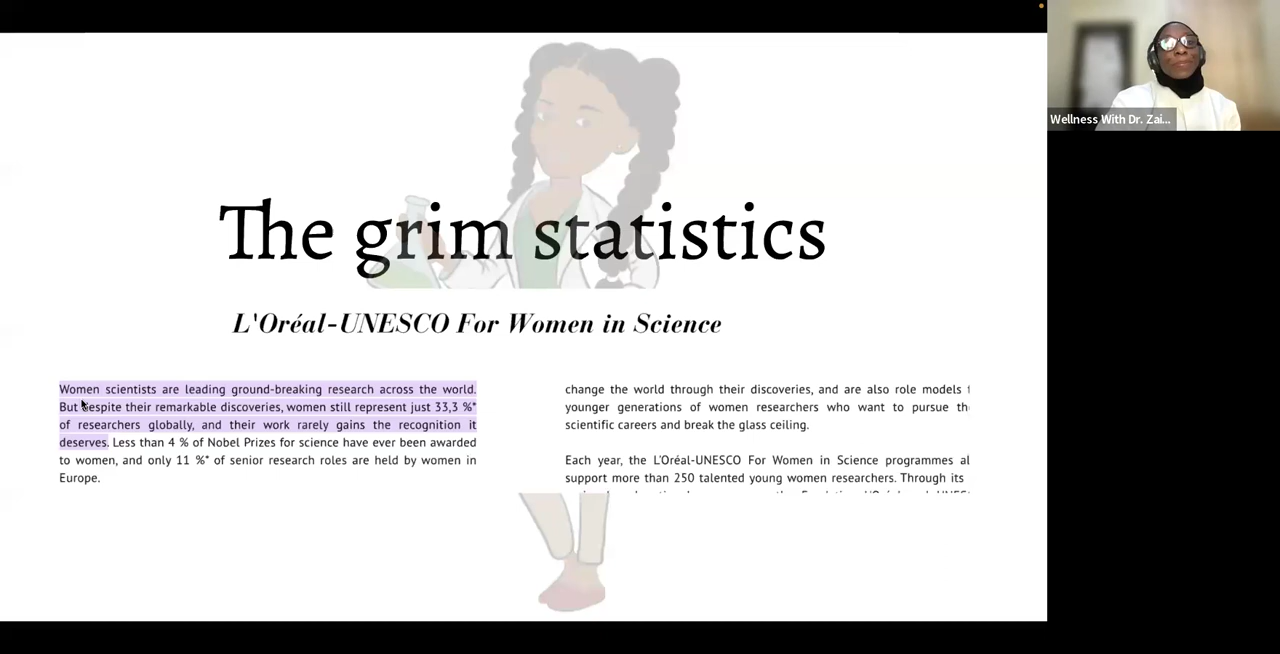 The grim statistics
L'Oréal-UNESCO For Women in Science
Women scientists are leading ground-breaking research across the world.
But despite their remarkable discoveries, women still represent just 33,3 %*
of researchers globally, and their work rarely gains the recognition it
deserves. Less than 4 % of Nobel Prizes for science have ever been awarded
to women, and only 11 %* of senior research roles are held by women in
Europe.
change the world through their discoveries, and are also role models
younger generations of women researchers who want to pursue
scientific careers and break the glass ceiling.
Each year, the L'Oréal-UNESCO For Women in Science programmes
support more than 250 talented young women researchers. Through its
Wellness With Dr. Zai...